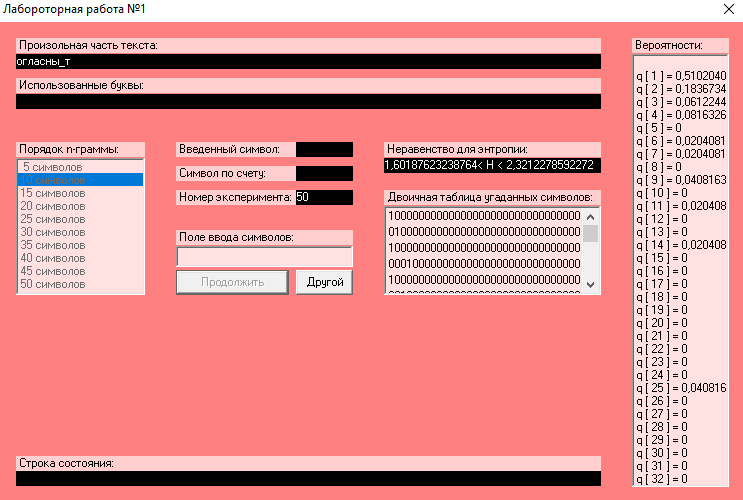 Лабороторная работа №1
Произольная часть текста:
огласны_т
Использованные буквы:
Порядок n-граммы:
5 символов
10 символов
15 символов
20 символов
25 символов
30 символов
35 символов
40 символов
45 символов
50 символов
Введенный символ:
Символ по счету:
Номер эксперимента: 50
Поле ввода символов:
Продолжить
Другой
Неравенство для энтропии:
1,60187623238764< H < 2,3212278592272
Двоичная таблица угаданных символов:
10000000000000000000000000000000
01000000000000000000000000000000
10000000000000000000000000000000
00010000000000000000000000000000
10000000000000000000000000000000
Строка состояния:
Вероятности:
q [ 1 ] = 0,5102040
q [ 2 ] = 0,1836734
q [ 3 ] = 0,0612244
q [ 4 ] = 0,0816326
q [ 5 ] = 0
q [ 6 ] = 0,0204081
q [ 7 ] = 0,0204081
q [ 8 ] = 0
q [ 9 ] = 0,0408163
q [ 10 ] = 0
q [ 11 ] = 0,020408
q [ 12 ] = 0
q [ 13 ] = 0
q [ 14 ] = 0,020408
q [ 15 ] = 0
q [ 16 ] = 0
q [ 17 ] = 0
q [ 18 ] = 0
q [ 19 ] = 0
q [ 20 ] = 0
q [ 21 ] = 0
q [ 22 ] = 0
q [ 23 ] = 0
q [ 24 ] = 0
q [ 25 ] = 0,040816
q [ 26 ] = 0
q [ 27 ] = 0
q [ 28 ] = 0
q [ 29 ] = 0
q [ 30 ] = 0
q [ 31 ] = 0
q [ 32 ] = 0